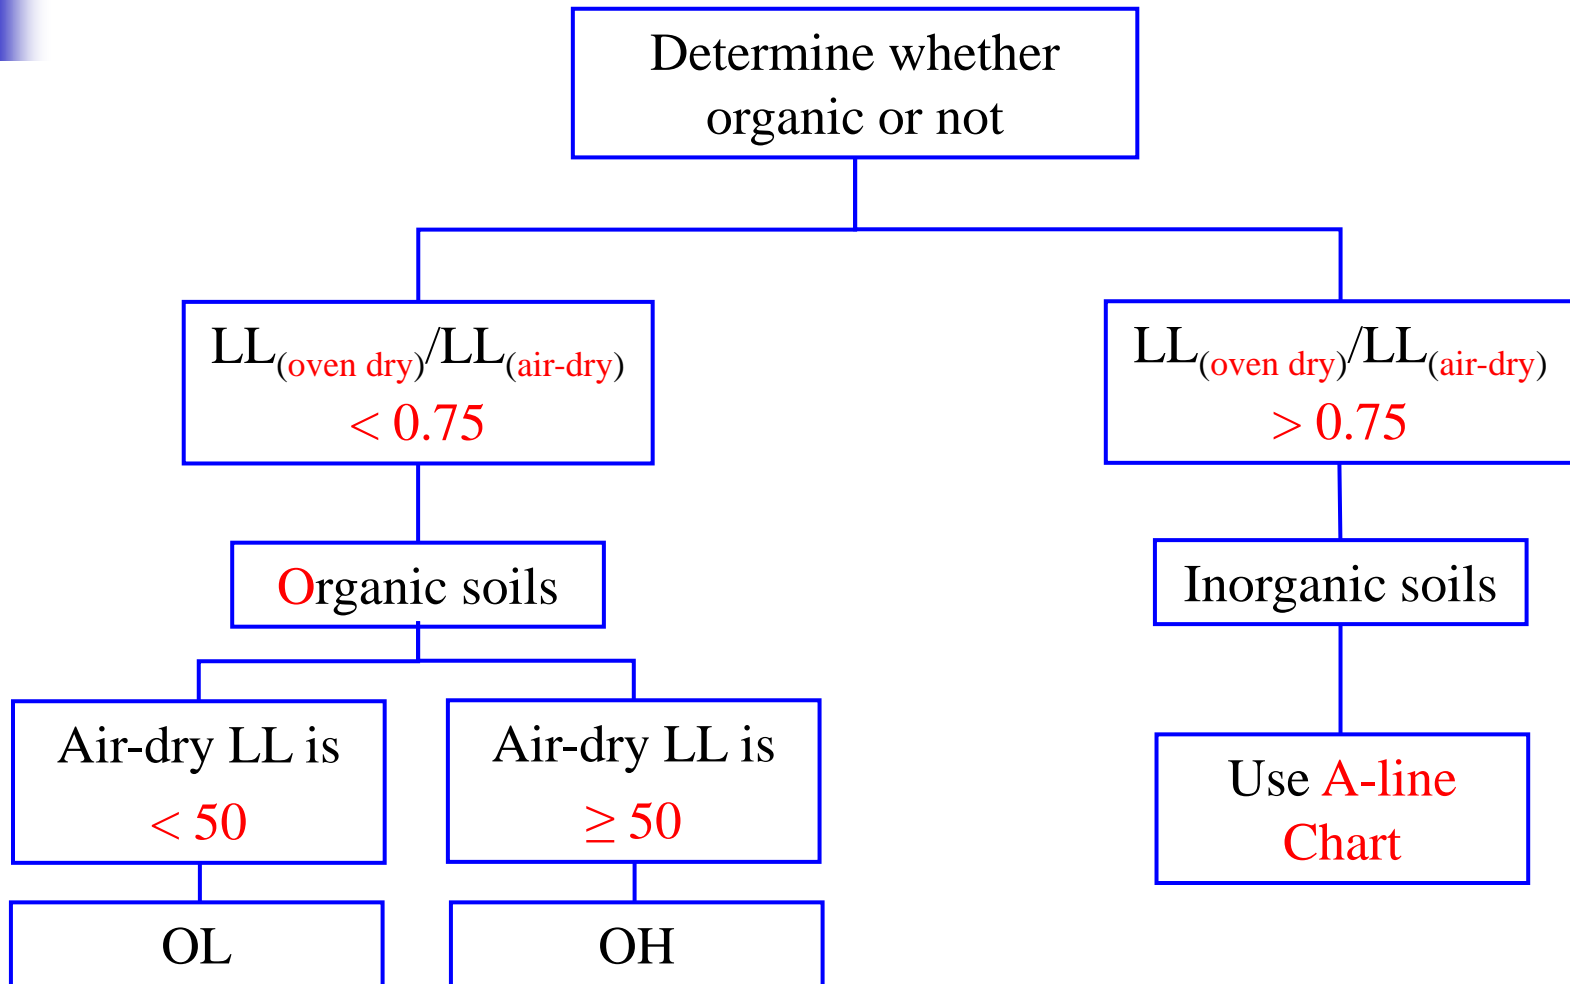 Determine whether
organic or not
LL(oven dry)/LL(air-dry)
< 0.75
LL(oven dry)/LL(air-dry)
> 0.75
Organic soils
Inorganic soils
Air-dry LL is
< 50
Air-dry LL is
≥ 50
Use A-line
Chart
OL
OH